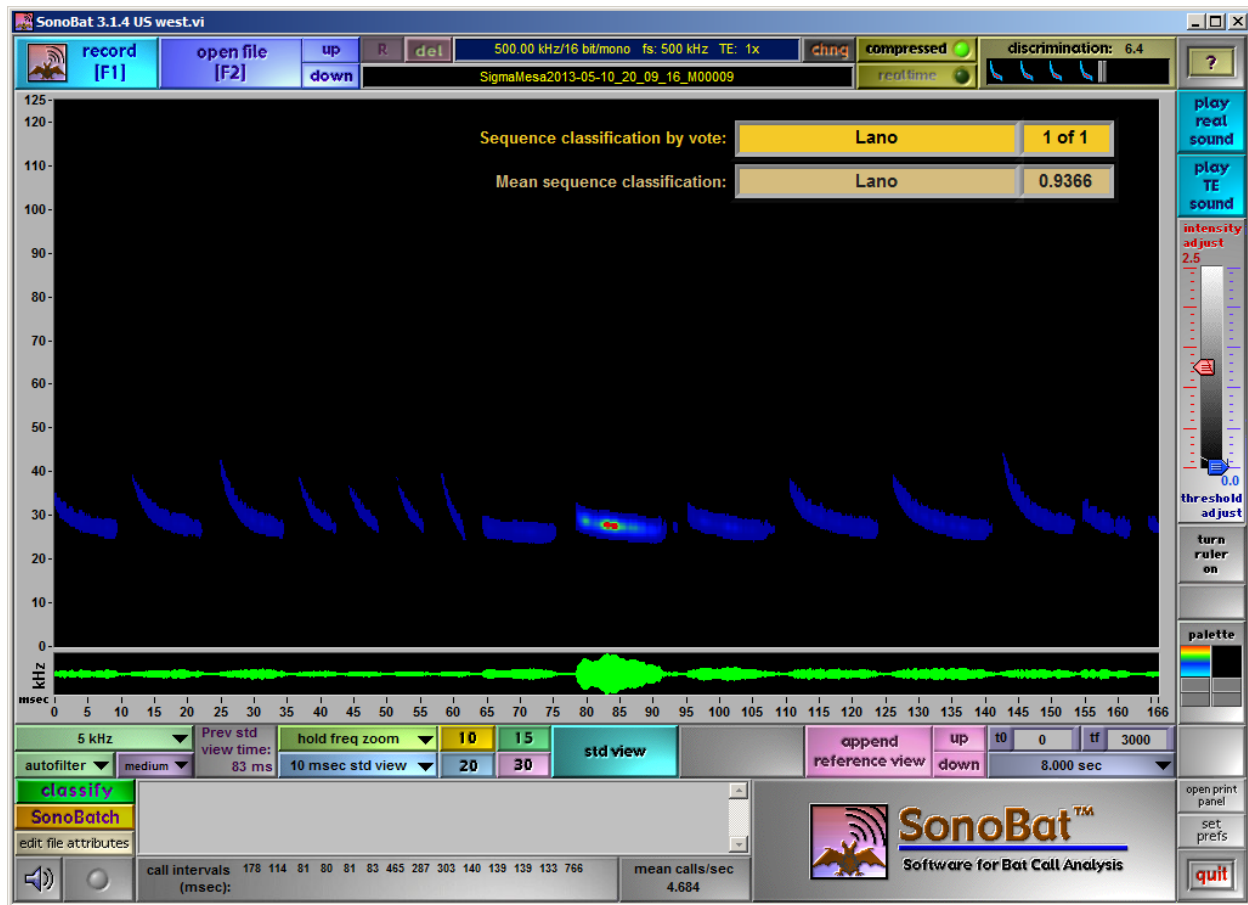 SonoBat 3.1.4 US west.vi
record
[F1]
open file
[F2]
up
down
R
del
500.00 kHz/16 bit/mono fs: 500 kHz TE: 1x
chng
SigmaMesa2013-05-10_20_09_16_M00009
compressed
realtime
discrimination: 6.4
?
125
120
110
100
90
80
70
60
50
40
30
20
10
0
kHz
Sequence classification by vote:
Lano
1 of 1
Mean sequence classification:
Lano
0.9366
play
real
sound
play
TE
sound
intensity
adjust
2.5
0.0
threshold
adjust
turn
ruler
on
palette
msec
0 5 10 15 20 25 30 35 40 45 50 55 60 65 70 75 80 85 90 95 100 105 110 115 120 125 130 135 140 145 150 155 160 166
5 kHz
autofilter
medium
Prev std
view time:
83 ms
hold freq zoom
10 msec std view
10
15
20
30
std view
append
reference view
up
down
t0
0
tf
3000
8.000 sec
classify
SonoBatch
edit file attributes
call intervals
(msec):
178 114 81 80 81 83 465 287 303 140 139 139 133 766
mean calls/sec
4.684
SonoBat™
Software for Bat Call Analysis
open print
panel
set
prefs
quit